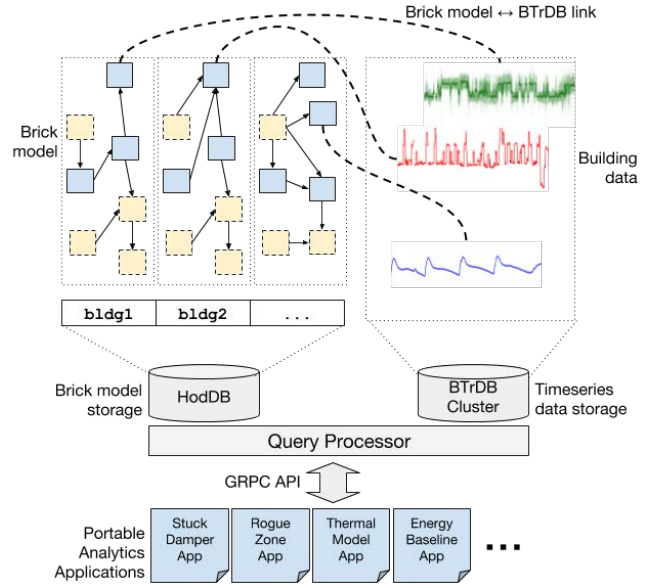 Brick model ↔ BTrDB link
Brick
model
Building
data
bldg1 bldg2 ...
Brick model
storage
HodDB
BTrDB
Cluster
Timeseries
data storage
Query Processor
GRPC API
Portable
Analytics
Applications
Stuck
Damper
App
Rogue
Zone
App
Thermal
Model
App
Energy
Baseline
App
...